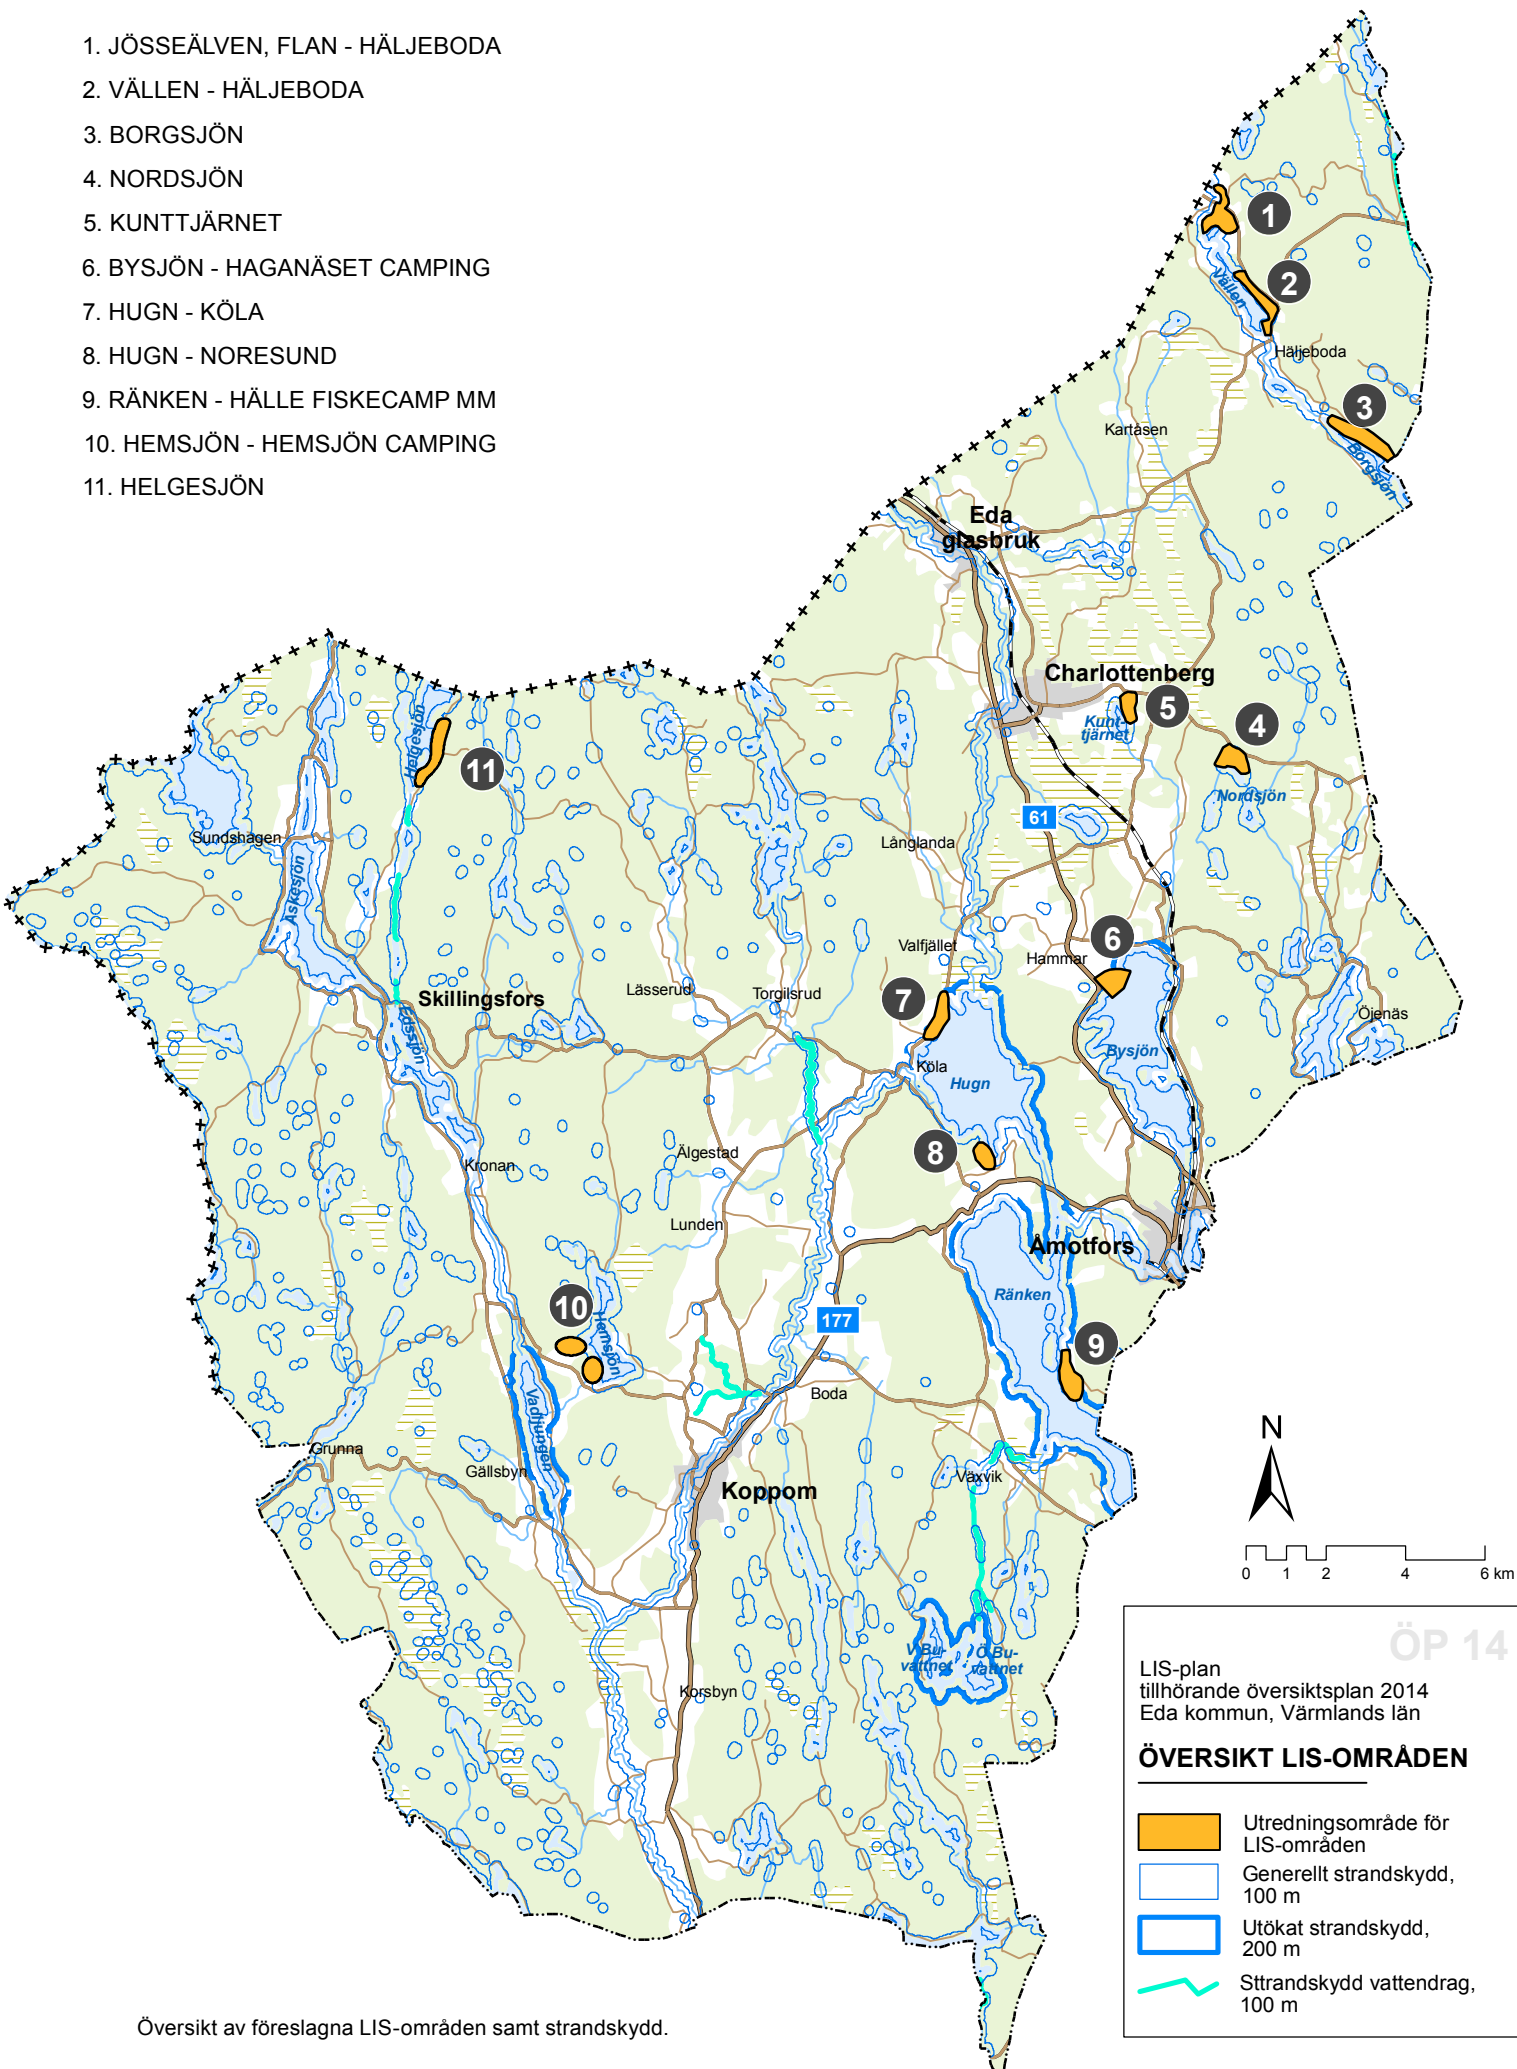 1. JÖSSEÄLVEN, FLAN - HÄLJEBODA
2. VÄLLEN - HÄLJEBODA
3. BORGSJÖN
4. NORDSJÖN
5. KUNTTJÄRNET
6. BYSJÖN - HAGANÄSET CAMPING
7. HUGN - KÖLA
8. HUGN - NORESUND
9. RÄNKEN - HÄLLE FISKECAMP MM
10. HEMSJÖN - HEMSJÖN CAMPING
11. HELGESJÖN
1
2
Vällen
Häljeboda
3
Kartåsen
Borgsjön
Eda
glasbruk
Charlottenberg
5
Kunt-
tjärnet
4
Nordsjön
Helgesjön
11
61
Sundshagen
Långlanda
Askesjön
6
Valfjället
Hammar
7
Skillingsfors
Lässerud
Torgilsrud
Öjenäs
Edssjön
Bysjön
Köla
Hugn
8
Älgestad
Kronan
Lunden
Åmotfors
Ränken
10
Hemsjön
177
9
Vadjungen
Boda
Grunna
Gällsbyn
Växvik
Koppom
V Bu-
vattnet
Ö Bu-
vattnet
Korsbyn
N
0 1 2 4 6 km
ÖP 14
LIS-plan
tillhörande översiktsplan 2014
Eda kommun, Värmlands län
ÖVERSIKT LIS-OMRÅDEN
Utredningsområde för
LIS-områden
Generellt strandskydd,
100 m
Utökat strandskydd,
200 m
Sttrandskydd vattendrag,
100 m
Översikt av föreslagna LIS-områden samt strandskydd.